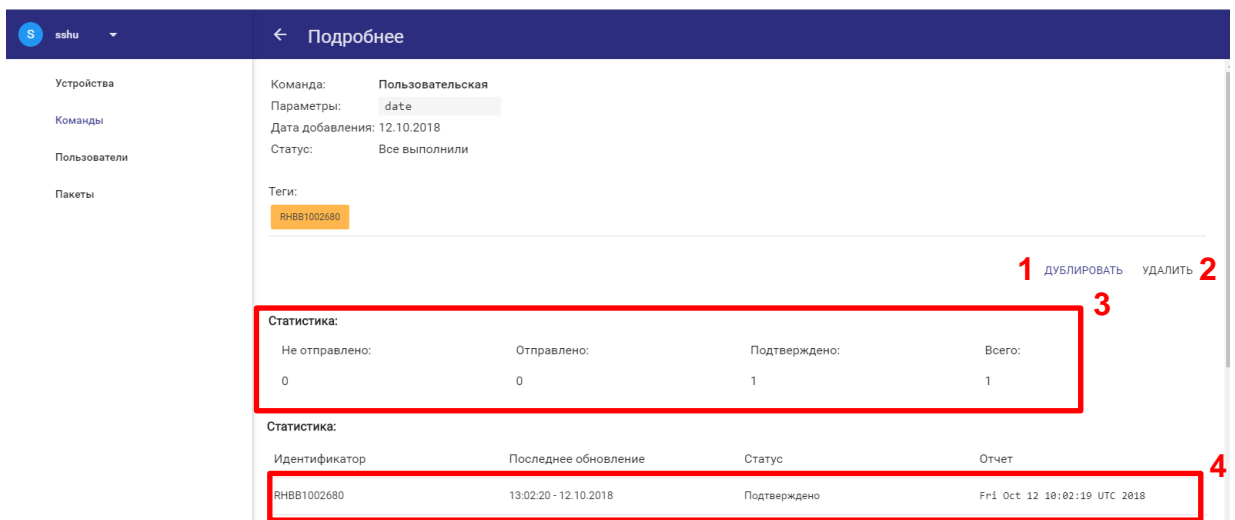 S sshu
← Подробнее
Устройства
Команды
Пользователи
Пакеты
Команда: Пользовательская
Параметры: date
Дата добавления: 12.10.2018
Статус: Все выполнили
Теги:
RHBB1002680
1 ДУБЛИРОВАТЬ УДАЛИТЬ 2
3
Статистика:
Не отправлено: Отправлено: Подтверждено: Всего:
0 0 1 1
Статистика:
Идентификатор Последнее обновление Статус Отчет
4
RHBB1002680 13:02:20 - 12.10.2018 Подтверждено Fri Oct 12 10:02:19 UTC 2018